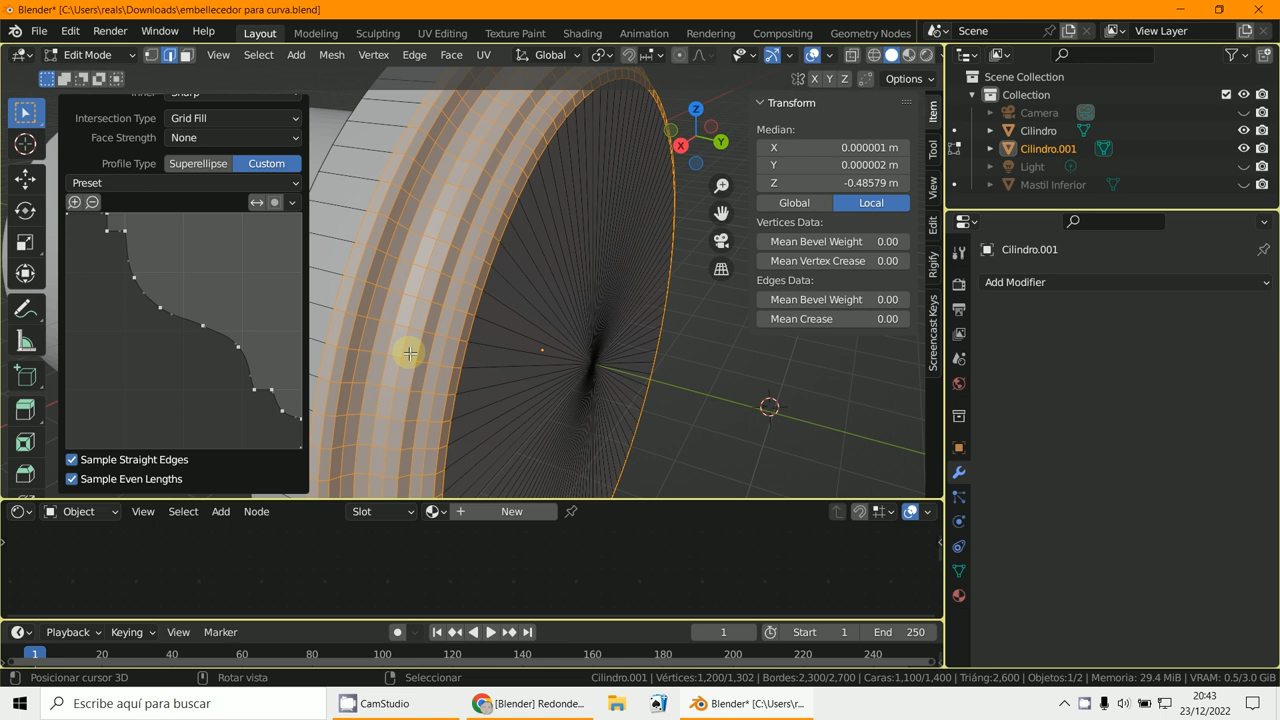 Blender* [C:\Users\reals\Downloads\embellecedor para curva.blend]
File Edit Render Window Help Layout Modeling Sculpting UV Editing Texture Paint Shading Animation Rendering Compositing Geometry Nodes Scene View Layer
Edit Mode View Select Add Mesh Vertex Edge Face UV Global
Options
Sharp
Intersection Type Grid Fill
Face Strength None
Profile Type Superellipse Custom
Preset
Sample Straight Edges
Sample Even Lengths
Z
Y
X
Transform
Median:
X 0.000001 m
Y 0.000002 m
Z -0.48579 m
Global Local
Vertices Data:
Mean Bevel Weight 0.00
Mean Vertex Crease 0.00
Edges Data:
Mean Bevel Weight 0.00
Mean Crease 0.00
Item
Tool
View
Edit
Rigify
Screencast Keys
Scene Collection
Collection
Camera
Cilindro
Cilindro.001
Light
Mastil Inferior
Cilindro.001
Add Modifier
Object View Select Add Node Slot New
Playback Keying View Marker 1 Start 1 End 250
1 20 40 60 80 100 120 140 160 180 200 220 240
Posicionar cursor 3D Rotar vista Seleccionar Cilindro.001 | Vértices:1,200/1,302 | Bordes:2,300/2,700 | Caras:1,100/1,400 | Triáng:2,600 | Objetos:1/2 | Memoria: 29.4 MiB | VRAM: 0.5/3.0 GiB
Escribe aquí para buscar CamStudio [Blender] Redonde... Blender* [C:\Users\r... 20:43
23/12/2022